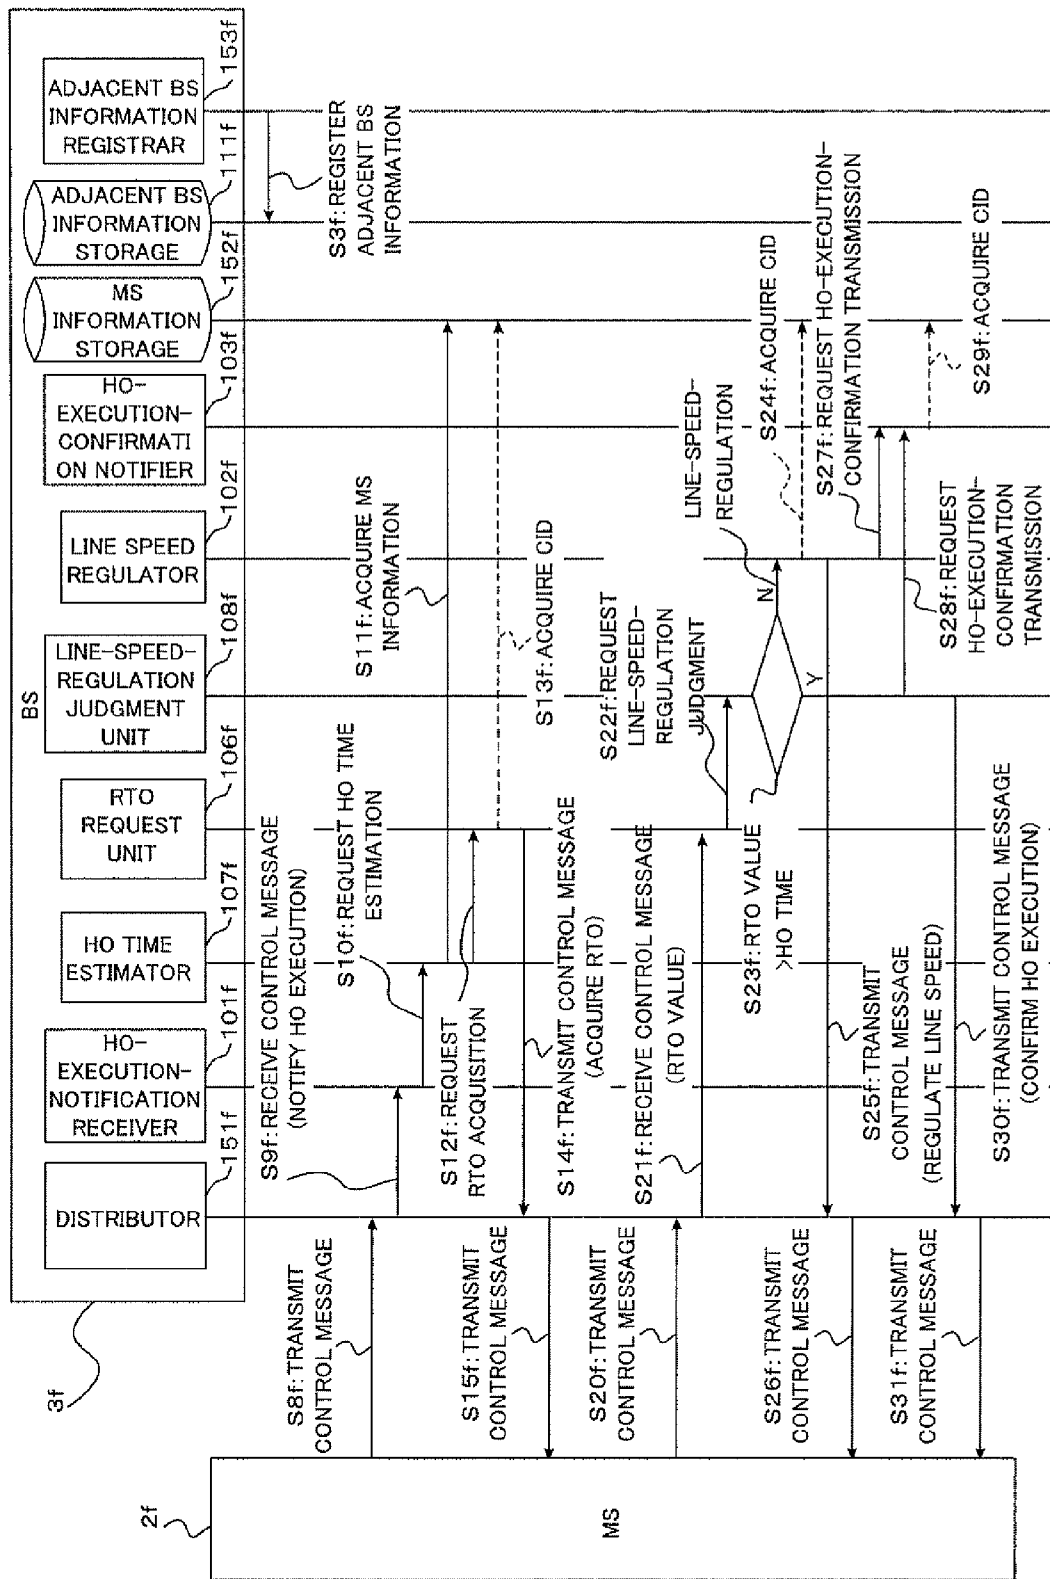 BS
3f
DISTRIBUTOR
151f
HO-
EXECUTION-
NOTIFICATION
RECEIVER
101f
HO TIME
ESTIMATOR
107f
RTO
REQUEST
UNIT
106f
LINE-SPEED-
REGULATION
JUDGMENT
UNIT
108f
LINE SPEED
REGULATOR
102f
HO-
EXECUTION-
CONFIRMATI
ON NOTIFIER
103f
MS
INFORMATION
STORAGE
152f
ADJACENT BS
INFORMATION
STORAGE
111f
ADJACENT BS
INFORMATION
REGISTRAR
153f
2f
MS
S3f:REGISTER
ADJACENT BS
INFORMATION
S8f:TRANSMIT
CONTROL MESSAGE
S9f:RECEIVE CONTROL MESSAGE
(NOTIFY HO EXECUTION)
S10f:REQUEST HO TIME
ESTIMATION
S11f:ACQUIRE MS
INFORMATION
S12f:REQUEST
RTO ACQUISITION
S13f:ACQUIRE CID
S14f:TRANSMIT CONTROL MESSAGE
(ACQUIRE RTO)
S15f:TRANSMIT
CONTROL MESSAGE
S20f:TRANSMIT
CONTROL MESSAGE
S21f:RECEIVE CONTROL MESSAGE
(RTO VALUE)
S22f:REQUEST
LINE-SPEED-
REGULATION
JUDGMENT
S23f:RTO VALUE
>HO TIME
N
Y
LINE-SPEED-
REGULATION
S24f:ACQUIRE CID
S25f:TRANSMIT
CONTROL MESSAGE
(REGULATE LINE SPEED)
S26f:TRANSMIT
CONTROL MESSAGE
S27f:REQUEST HO-EXECUTION-
CONFIRMATION TRANSMISSION
S28f:REQUEST
HO-EXECUTION-
CONFIRMATION
TRANSMISSION
S29f:ACQUIRE CID
S30f:TRANSMIT CONTROL MESSAGE
(CONFIRM HO EXECUTION)
S31f:TRANSMIT
CONTROL MESSAGE